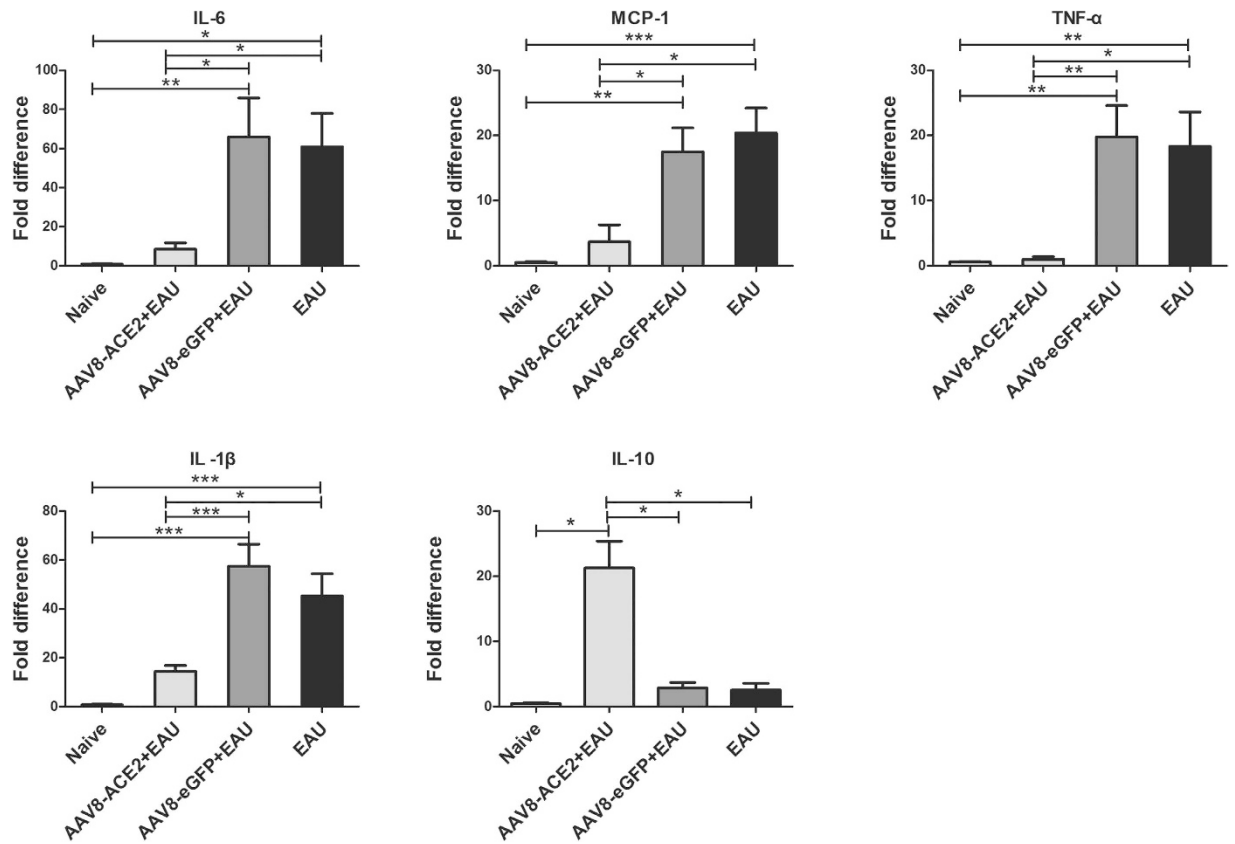 IL-6
*
*
*
**
Fold difference
100
80
60
40
20
0
Naive
AAV8-ACE2+EAU
AAV8-eGFP+EAU
EAU
MCP-1
***
*
*
**
Fold difference
30
20
10
0
Naive
AAV8-ACE2+EAU
AAV8-eGFP+EAU
EAU
TNF-α
**
*
**
**
Fold difference
30
20
10
0
Naive
AAV8-ACE2+EAU
AAV8-eGFP+EAU
EAU
IL -1β
***
*
***
***
Fold difference
80
60
40
20
0
Naive
AAV8-ACE2+EAU
AAV8-eGFP+EAU
EAU
IL-10
*
*
*
Fold difference
30
20
10
0
Naive
AAV8-ACE2+EAU
AAV8-eGFP+EAU
EAU